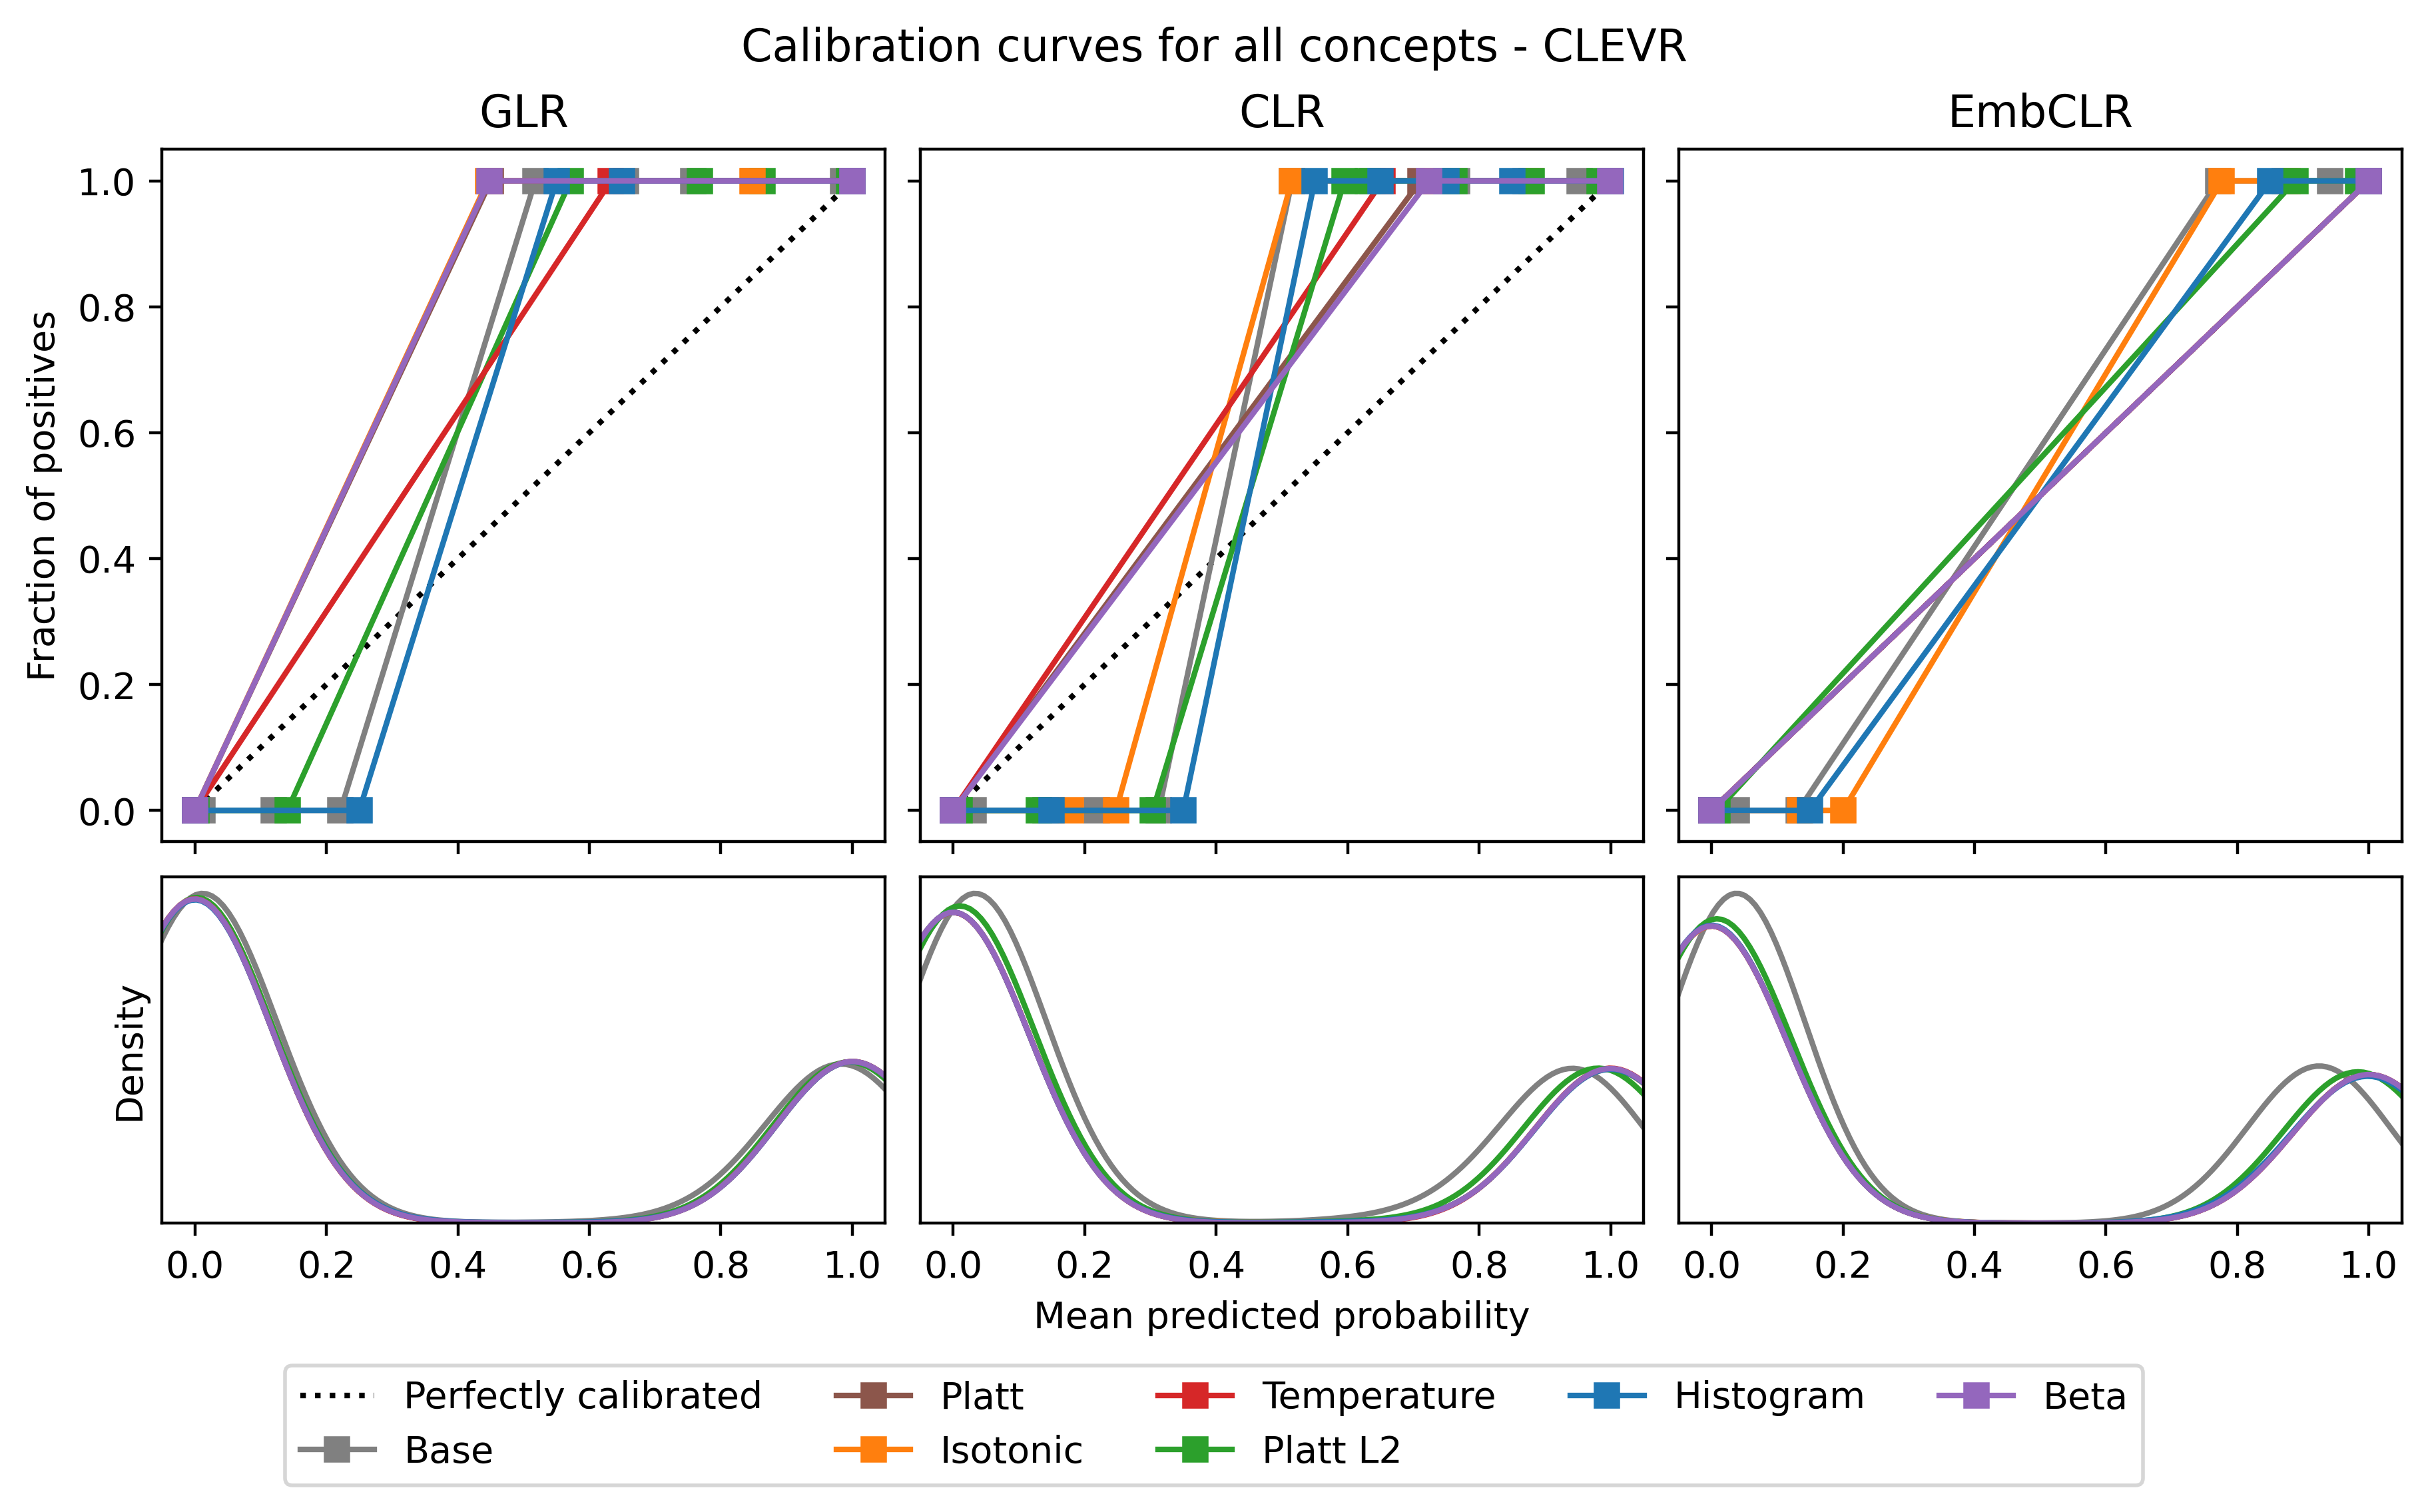 Calibration curves for all concepts - CLEVR
GLR
CLR
EmbCLR
1.0
0.8
0.6
0.4
0.2
0.0
Fraction of positives
Density
0.0 0.2 0.4 0.6 0.8 1.0
0.0 0.2 0.4 0.6 0.8 1.0
0.0 0.2 0.4 0.6 0.8 1.0
Mean predicted probability
Perfectly calibrated
Base
Platt
Isotonic
Temperature
Platt L2
Histogram
Beta